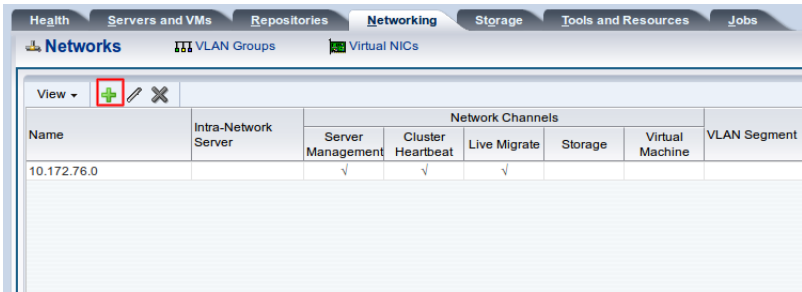 Health Servers and VMs Repositories Networking Storage Tools and Resources Jobs
Networks VLAN Groups Virtual NICs
View
Name
Intra-Network
Server
Network Channels
Server
Management
Cluster
Heartbeat
Live Migrate
Storage
Virtual
Machine
VLAN Segment
10.172.76.0 √ √ √